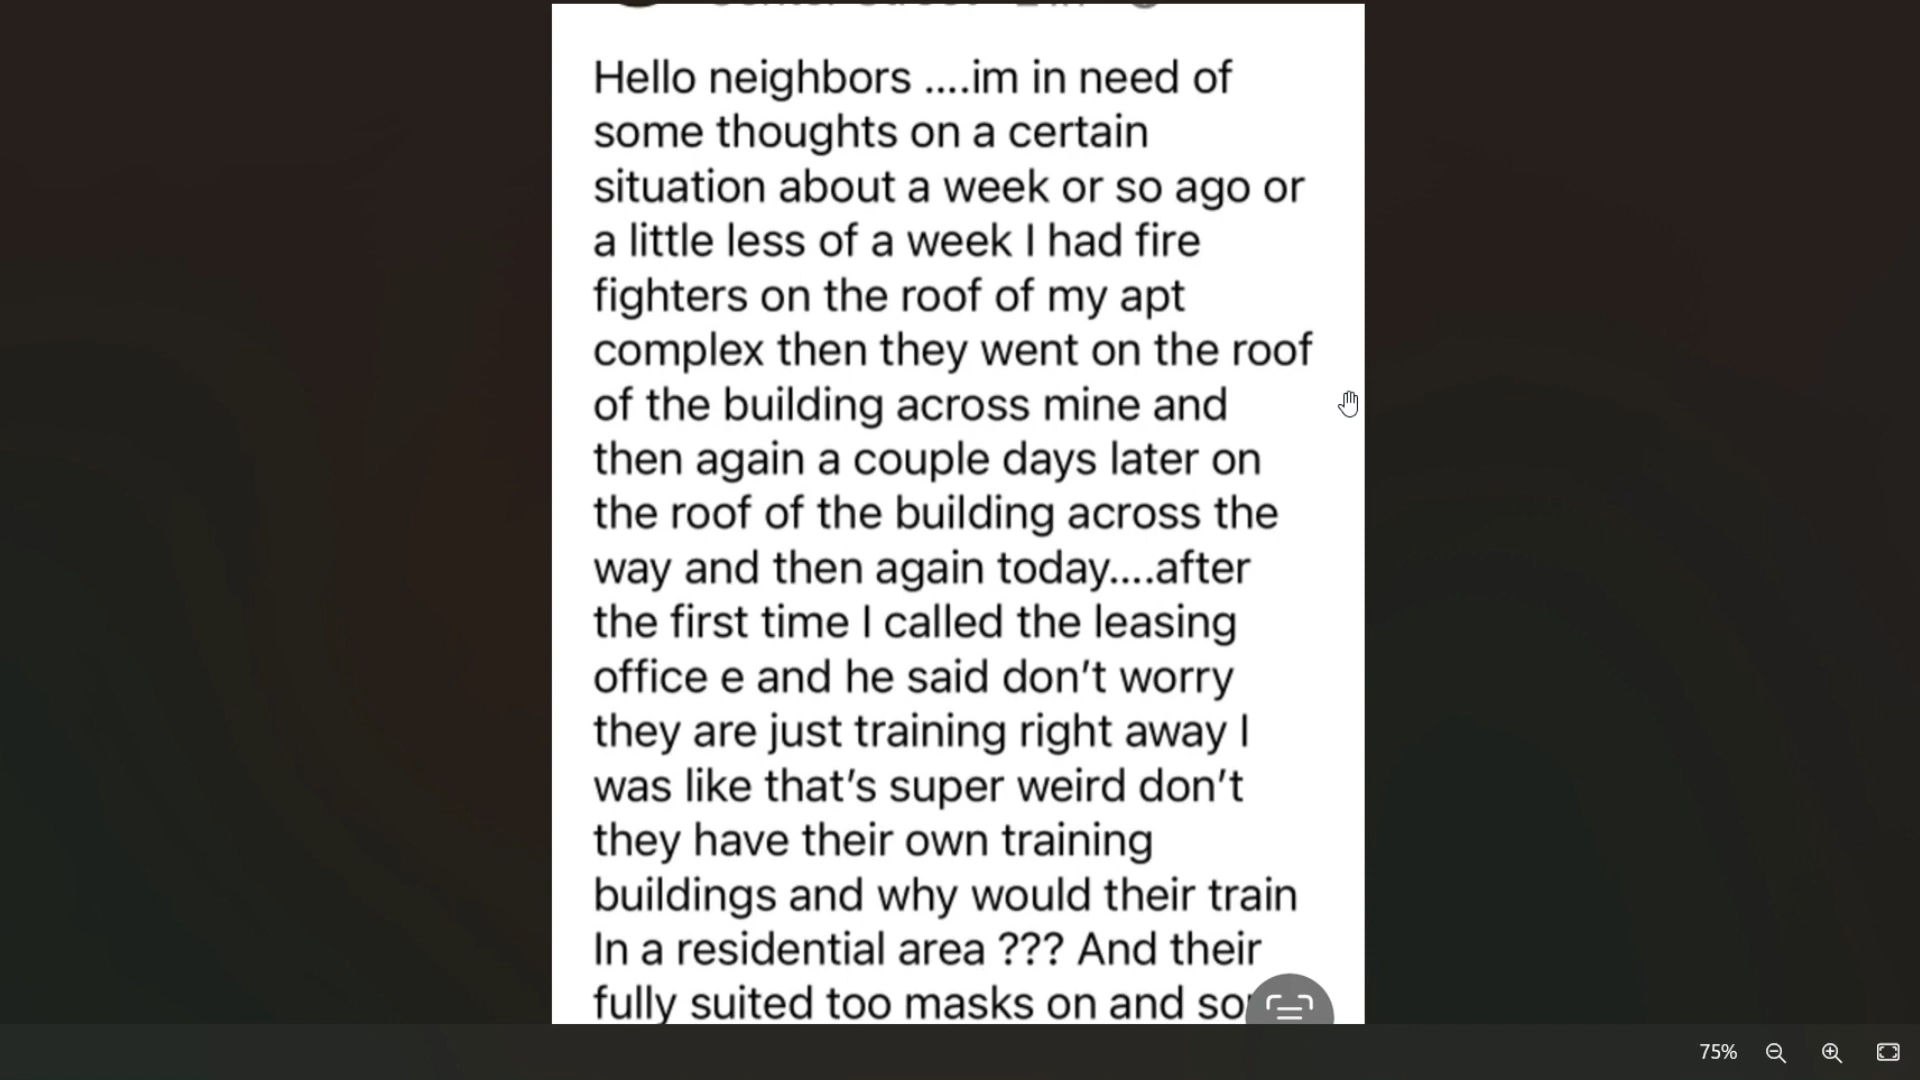 Hello neighbors ....im in need of
some thoughts on a certain
situation about a week or so ago or
a little less of a week I had fire
fighters on the roof of my apt
complex then they went on the roof
of the building across mine and
then again a couple days later on
the roof of the building across the
way and then again today....after
the first time I called the leasing
office e and he said don't worry
they are just training right away I
was like that's super weird don't
they have their own training
buildings and why would their train
In a residential area ??? And their
fully suited too masks on and
75%